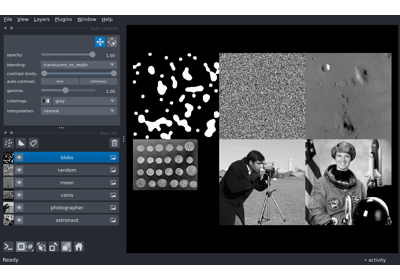 File View Layers Plugins Window Help
opacity: 1.00
blending: translucent_no_depth
contrast limits:
auto-contrast: once continuous
gamma: 1.00
colormap: gray
interpolation: nearest
blobs
random
moon
coins
photographer
astronaut
Ready activity